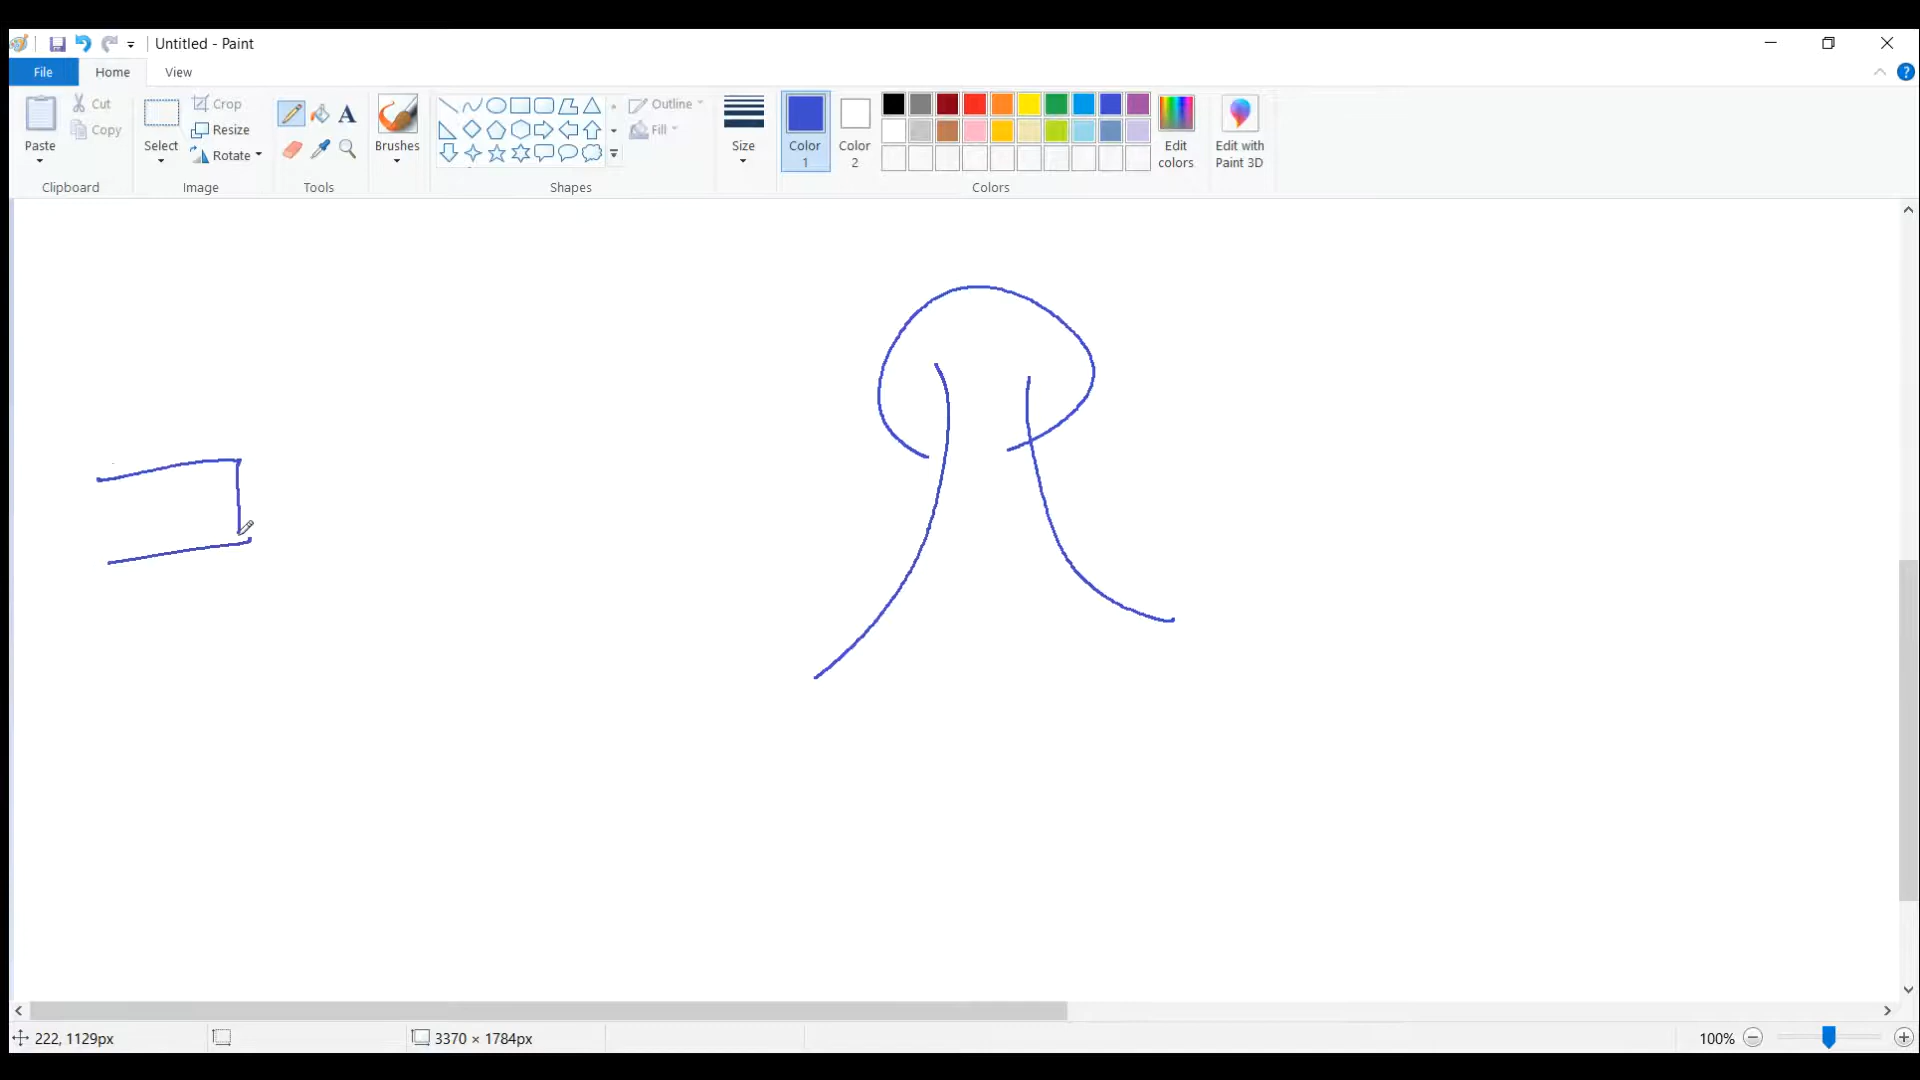 Untitled - Paint
File Home View
Paste Cut Copy Select Crop Resize Rotate A Brushes Outline Fill Size Color 1 Color 2 Edit colors Edit with Paint 3D
Clipboard Image Tools Shapes Colors
222, 1129px 3370 × 1784px 100%